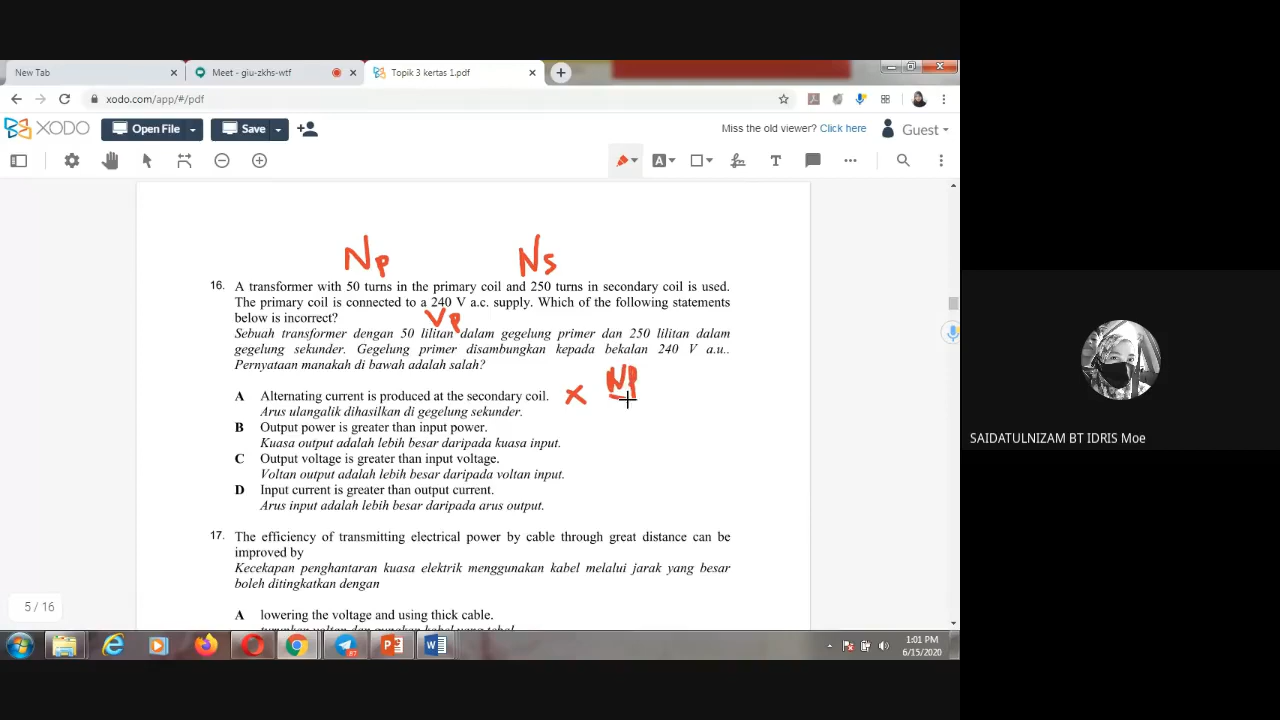 New Tab
Meet - giu-zkhs-wtf
Topik 3 kertas 1.pdf
xodo.com/app/#/pdf
XODO
Open File
Save
Miss the old viewer? Click here
Guest
A
T
Np
Ns
16. A transformer with 50 turns in the primary coil and 250 turns in secondary coil is used.
The primary coil is connected to a 240 V a.c. supply. Which of the following statements
below is incorrect?
Vp
Sebuah transformer dengan 50 lilitan dalam gegelung primer dan 250 lilitan dalam
gegelung sekunder. Gegelung primer disambungkan kepada bekalan 240 V a.u..
Pernyataan manakah di bawah adalah salah?
Np
A Alternating current is produced at the secondary coil. x
Arus ulangalik dihasilkan di gegelung sekunder.
B Output power is greater than input power.
Kuasa output adalah lebih besar daripada kuasa input.
C Output voltage is greater than input voltage.
Voltan output adalah lebih besar daripada voltan input.
D Input current is greater than output current.
Arus input adalah lebih besar daripada arus output.
17. The efficiency of transmitting electrical power by cable through great distance can be
improved by
Kecekapan penghantaran kuasa elektrik menggunakan kabel melalui jarak yang besar
boleh ditingkatkan dengan
A lowering the voltage and using thick cable.
turunkan voltan dan gunakan kabel yang tebal
5 / 16
1:01 PM
6/15/2020
SAIDATULNIZAM BT IDRIS Moe